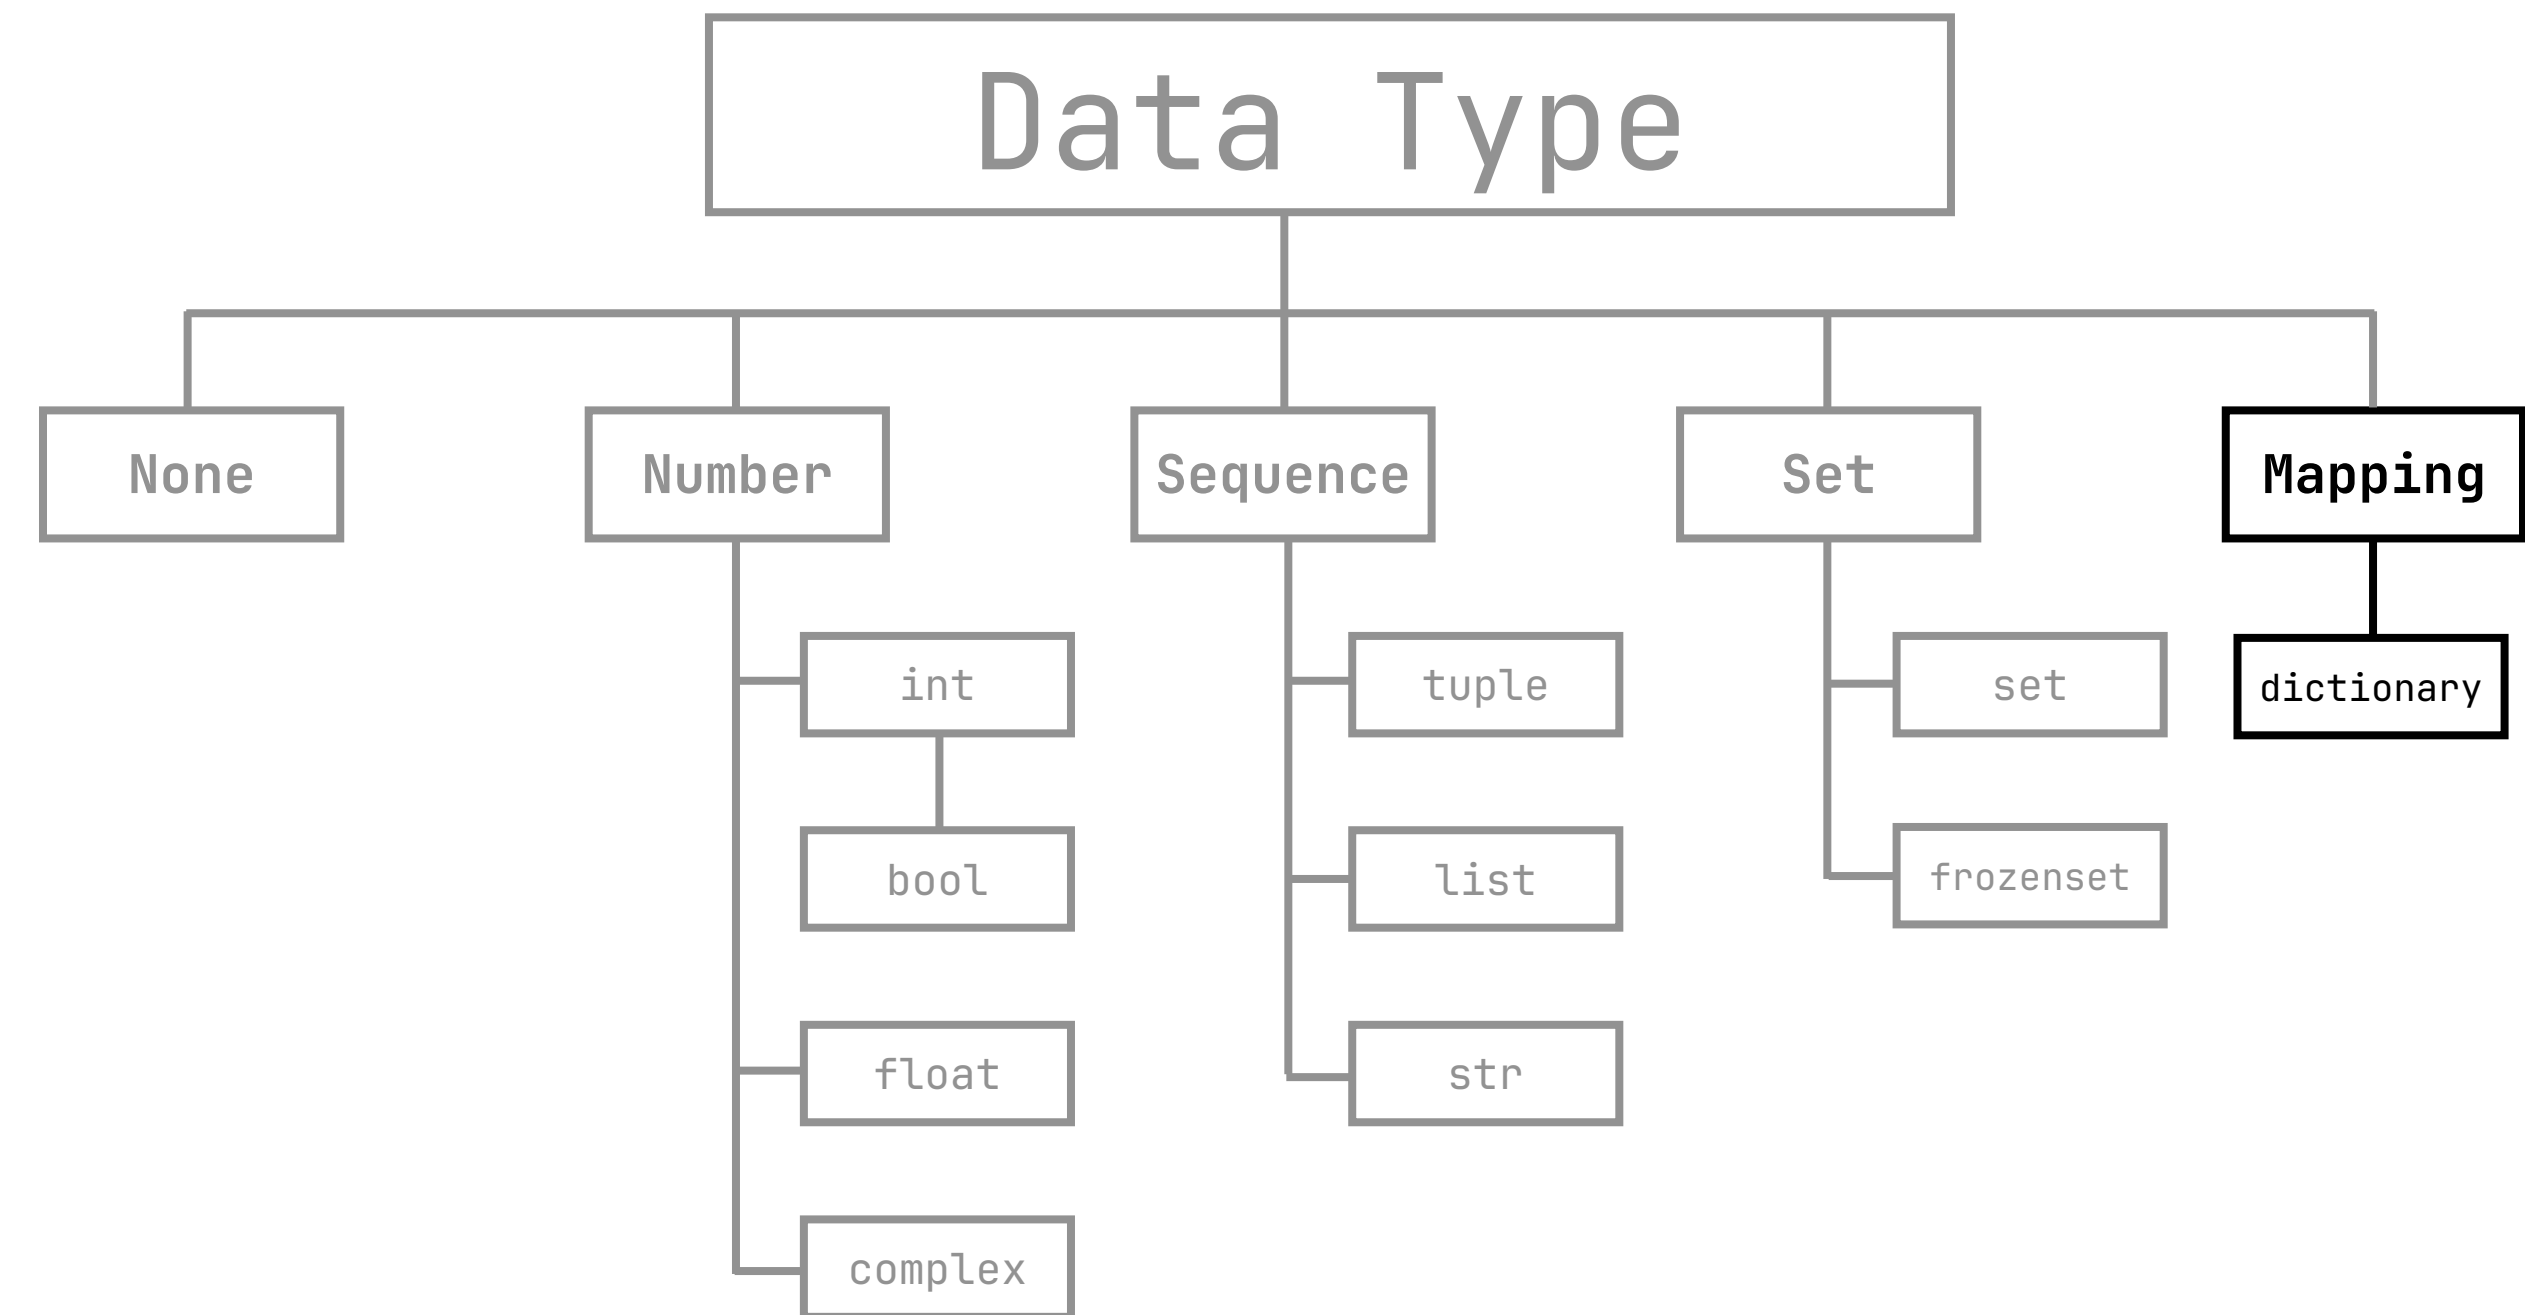 Data Type
None
Number
Sequence
Set
Mapping
int
tuple
set
dictionary
bool
list
frozenset
float
str
complex